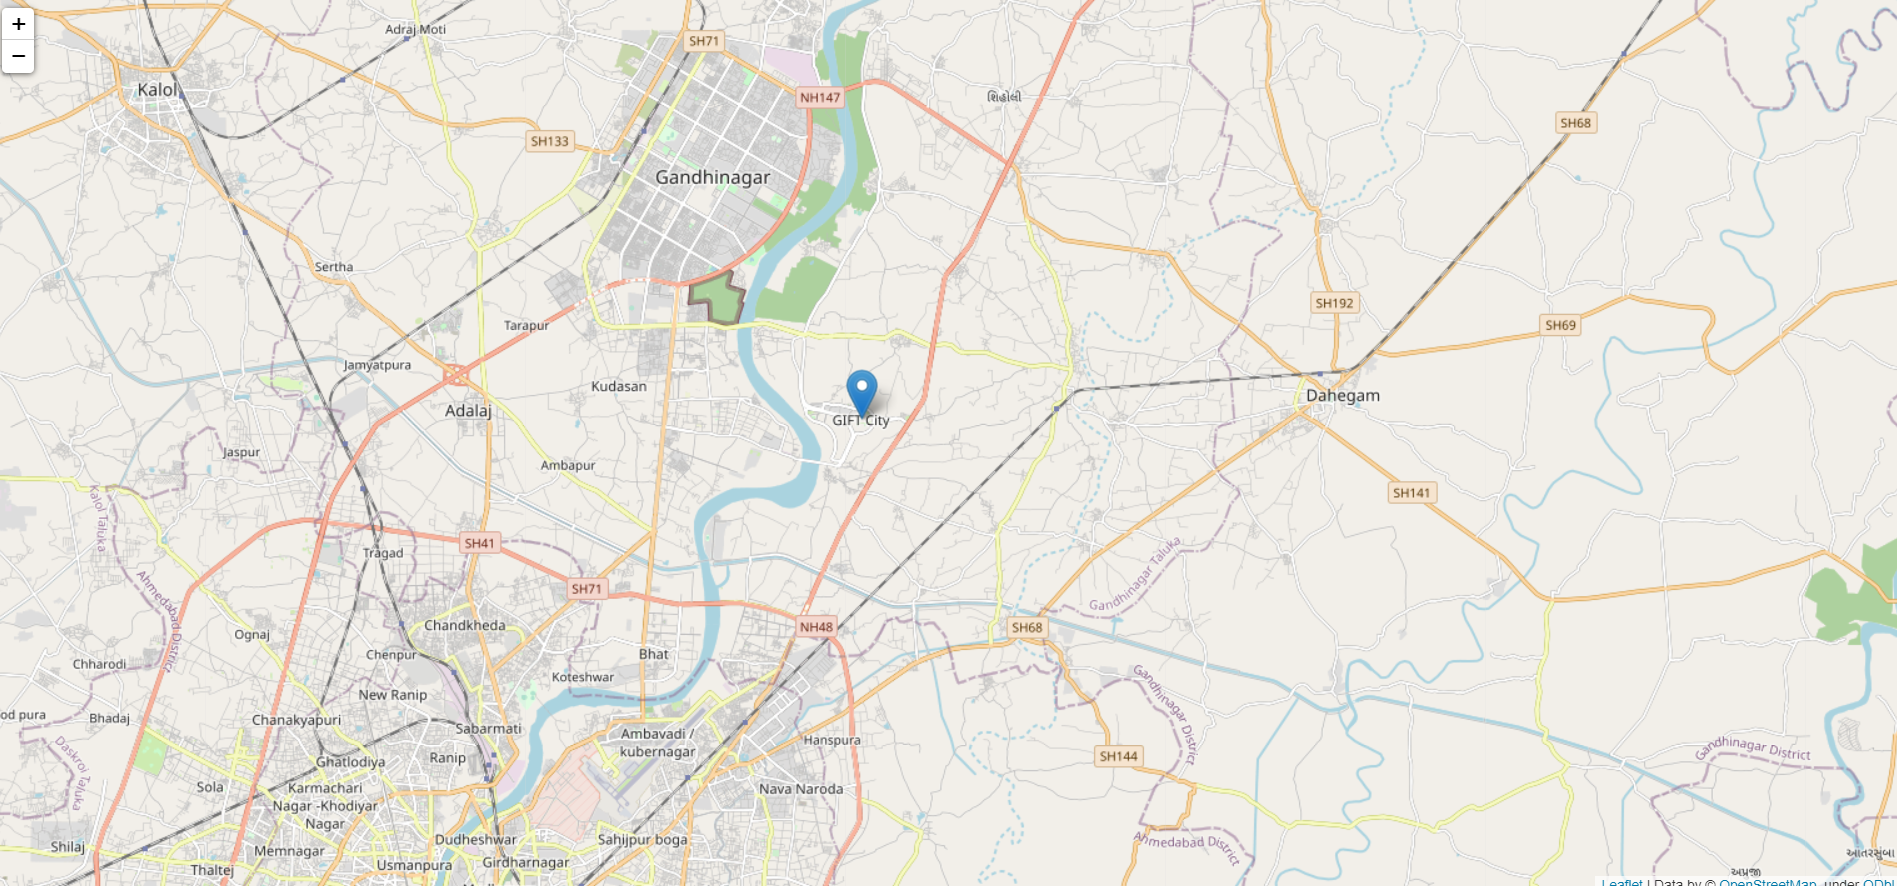 +
−
Adraj Moti
SH71
Kalol
NH147
શિહોલી
SH68
SH133
Gandhinagar
Sertha
SH192
Tarapur
SH69
Jamyatpura
Kudasan
Dahegam
Adalaj
GIFT City
Jaspur
Ambapur
SH141
Kalol Taluka
SH41
Tragad
Gandhinagar Taluka
SH71
Ahmedabad District
Chandkheda
NH48
SH68
Ognaj
Chenpur
Bhat
Chharodi
Koteshwar
Gandhinagar District
New Ranip
od pura
Bhadaj
Chanakyapuri
Sabarmati
Ambavadi /
kubernagar
Hanspura
Daskroi Taluka
Gandhinagar District
Ghatlodiya
Ranip
SH144
Sola
Karmachari
Nagar -Khodiyar
Nagar
Nava Naroda
Shilaj
Memnagar
Dudheshwar
Sahijpur boga
Ahmedabad District
આતરસુંબા
Thaltej
Usmanpura
Girdharnagar
Leaflet | Data by © OpenStreetMap, under ODbL